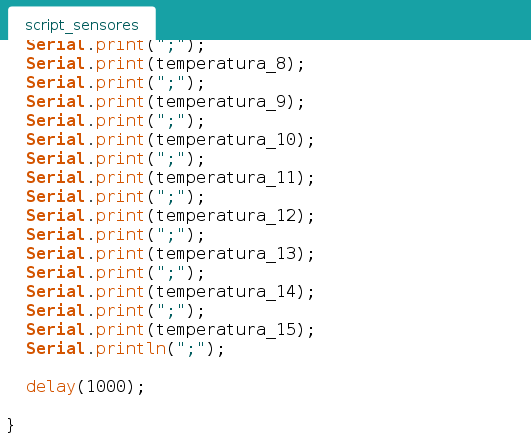 script_sensores
Serial.print(";");
Serial.print(temperatura_8);
Serial.print(";");
Serial.print(temperatura_9);
Serial.print(";");
Serial.print(temperatura_10);
Serial.print(";");
Serial.print(temperatura_11);
Serial.print(";");
Serial.print(temperatura_12);
Serial.print(";");
Serial.print(temperatura_13);
Serial.print(";");
Serial.print(temperatura_14);
Serial.print(";");
Serial.print(temperatura_15);
Serial.println(";");
delay(1000);
}